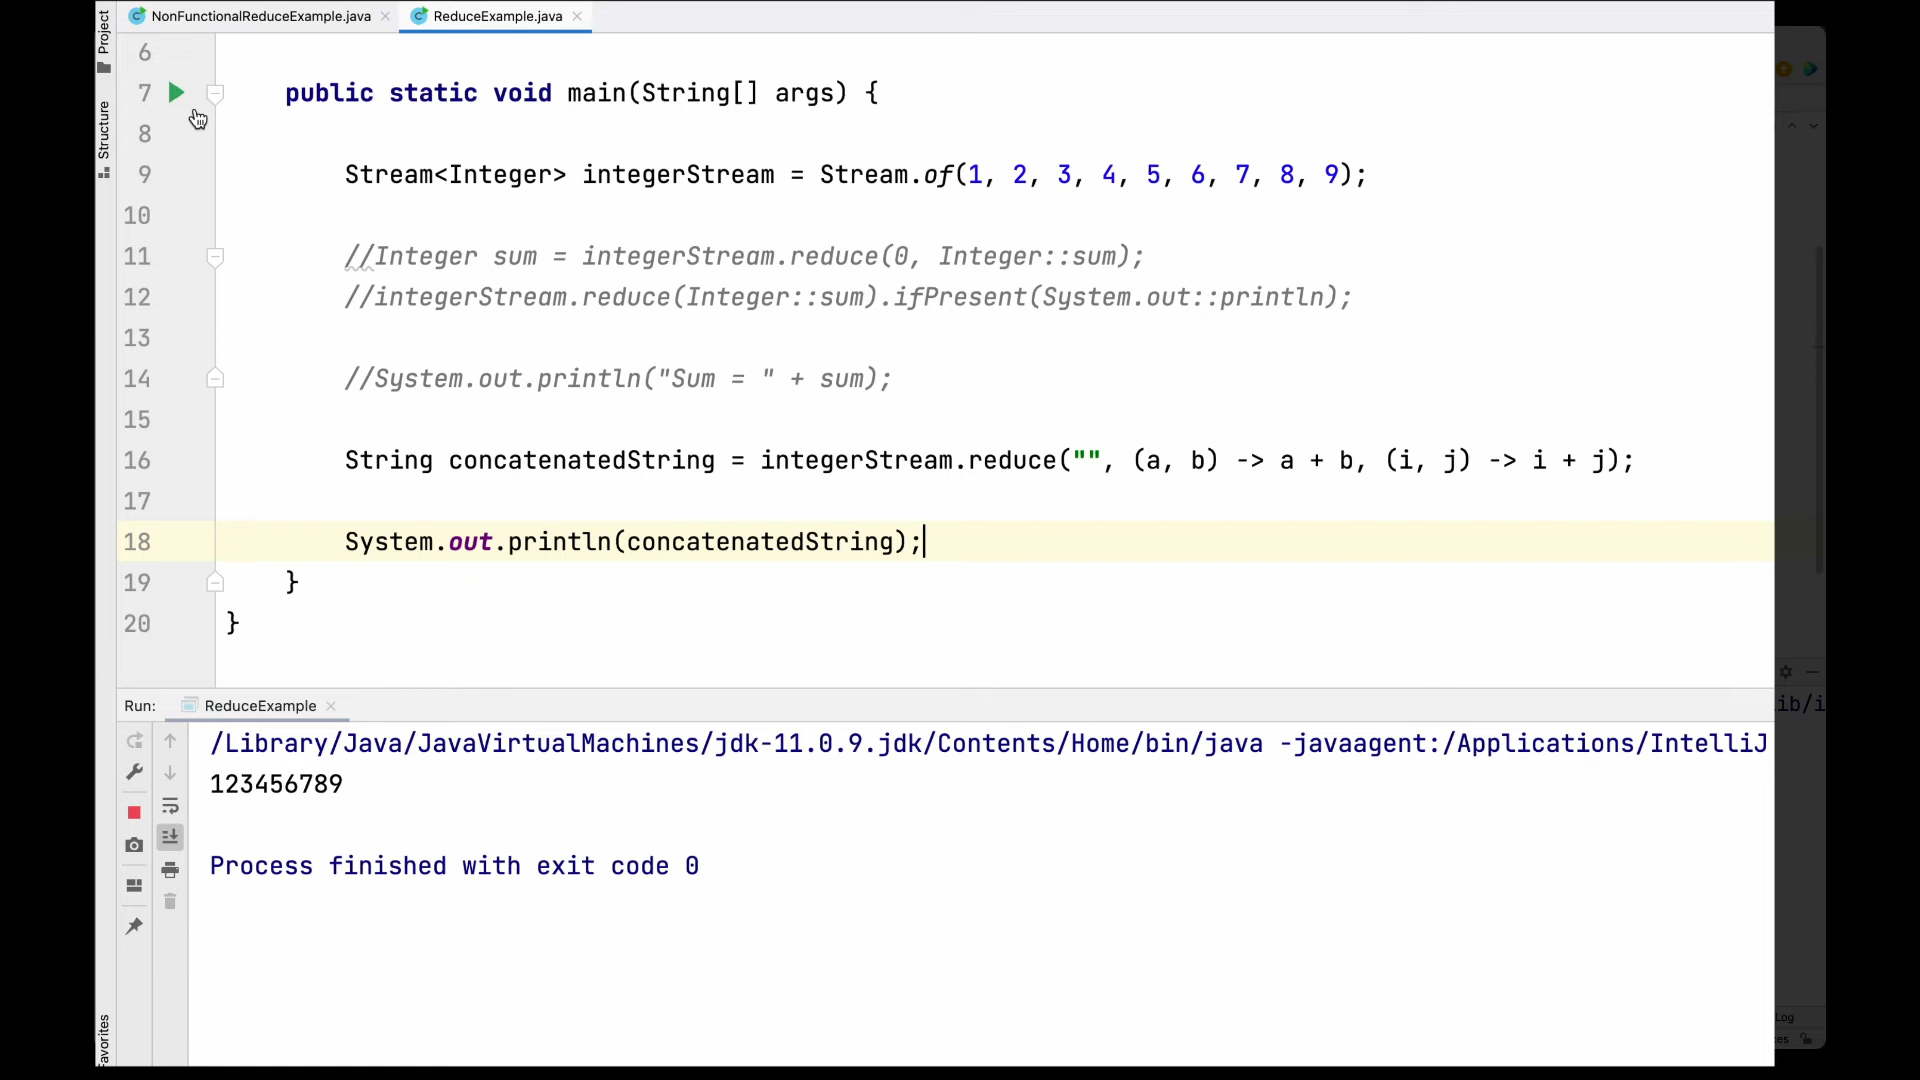 Project
Structure
Favorites
NonFunctionalReduceExample.java
ReduceExample.java
6
7 public static void main(String[] args) {
8
9 Stream<Integer> integerStream = Stream.of(1, 2, 3, 4, 5, 6, 7, 8, 9);
10
11 //Integer sum = integerStream.reduce(0, Integer::sum);
12 //integerStream.reduce(Integer::sum).ifPresent(System.out::println);
13
14 //System.out.println("Sum = " + sum);
15
16 String concatenatedString = integerStream.reduce("", (a, b) -> a + b, (i, j) -> i + j);
17
18 System.out.println(concatenatedString);
19 }
20 }
Run: ReduceExample
/Library/Java/JavaVirtualMachines/jdk-11.0.9.jdk/Contents/Home/bin/java -javaagent:/Applications/IntelliJ
123456789
Process finished with exit code 0
ib/i
Log
es